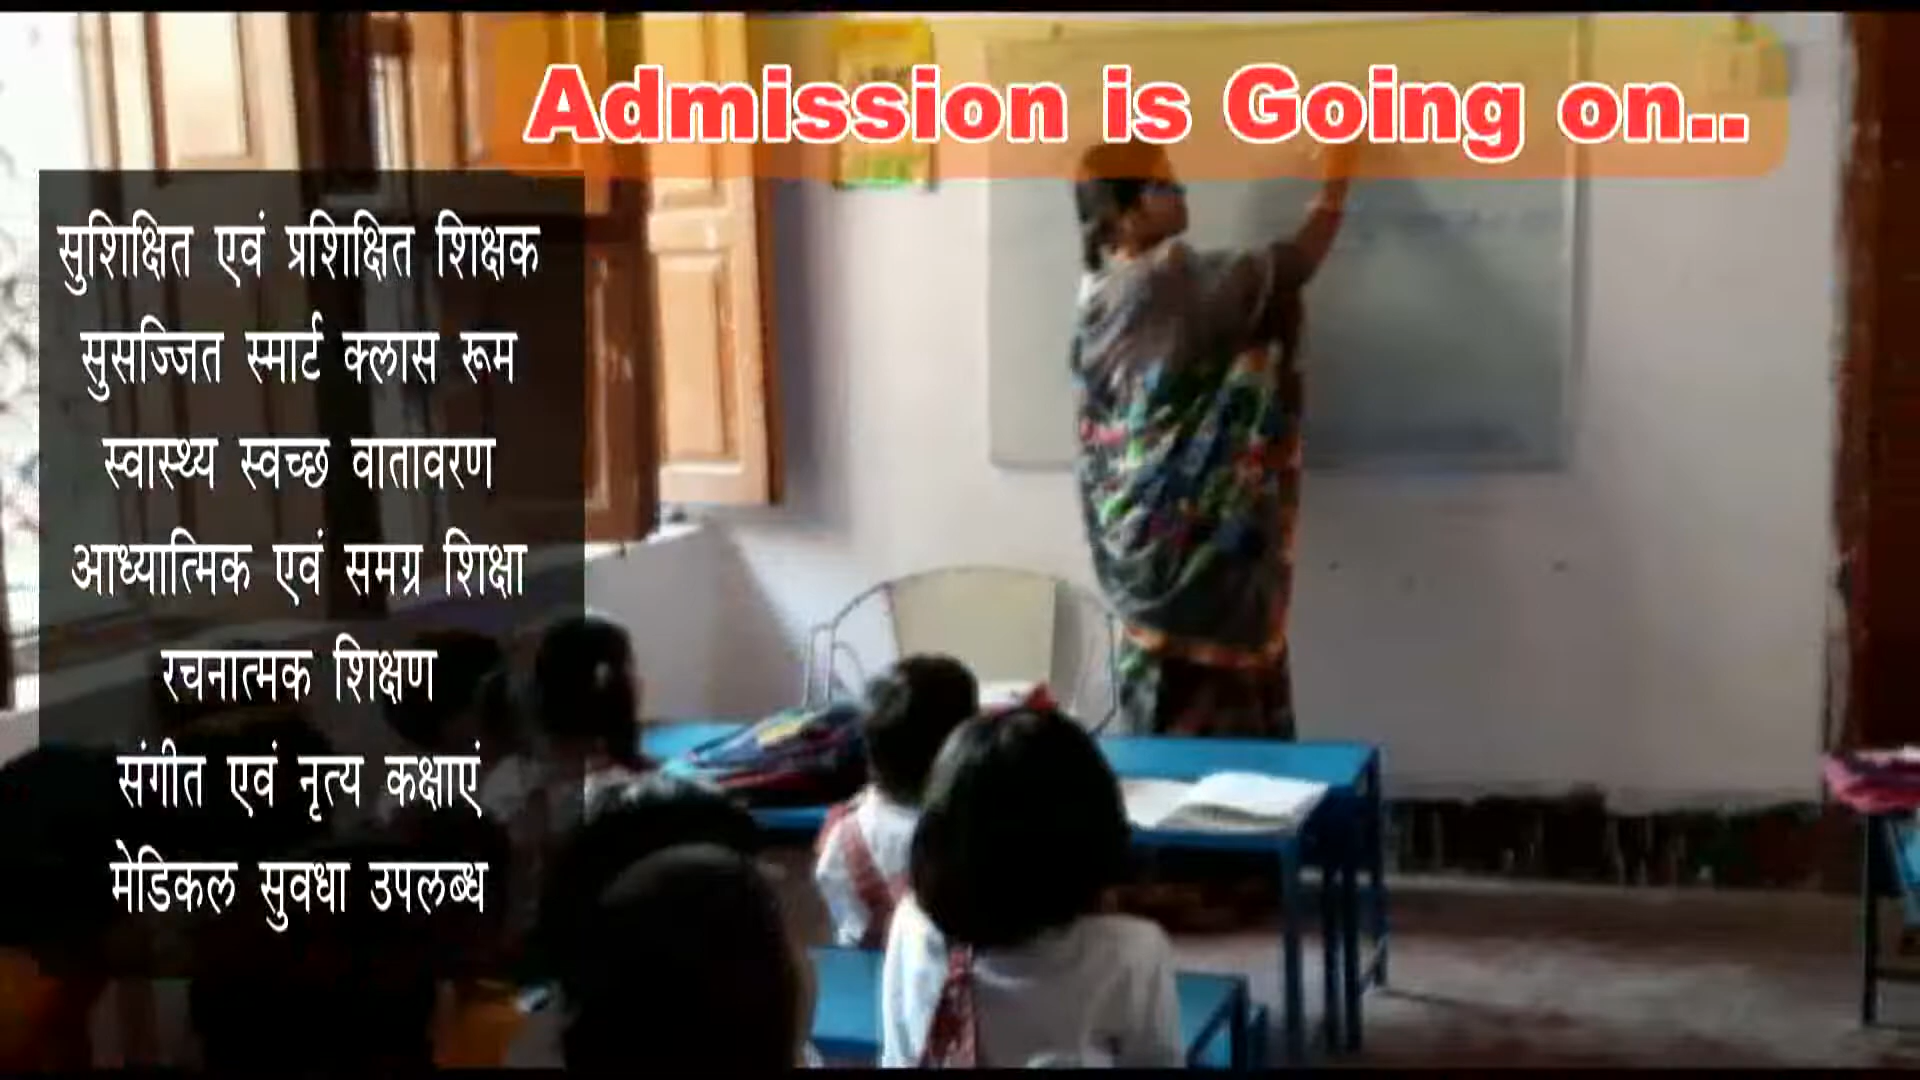 Admission is Going on..
सुशिक्षित एवं प्रशिक्षित शिक्षक
सुसज्जित स्मार्ट क्लास रूम
स्वास्थ्य स्वच्छ वातावरण
आध्यात्मिक एवं समग्र शिक्षा
रचनात्मक शिक्षण
संगीत एवं नृत्य कक्षाएं
मेडिकल सुवधा उपलब्ध